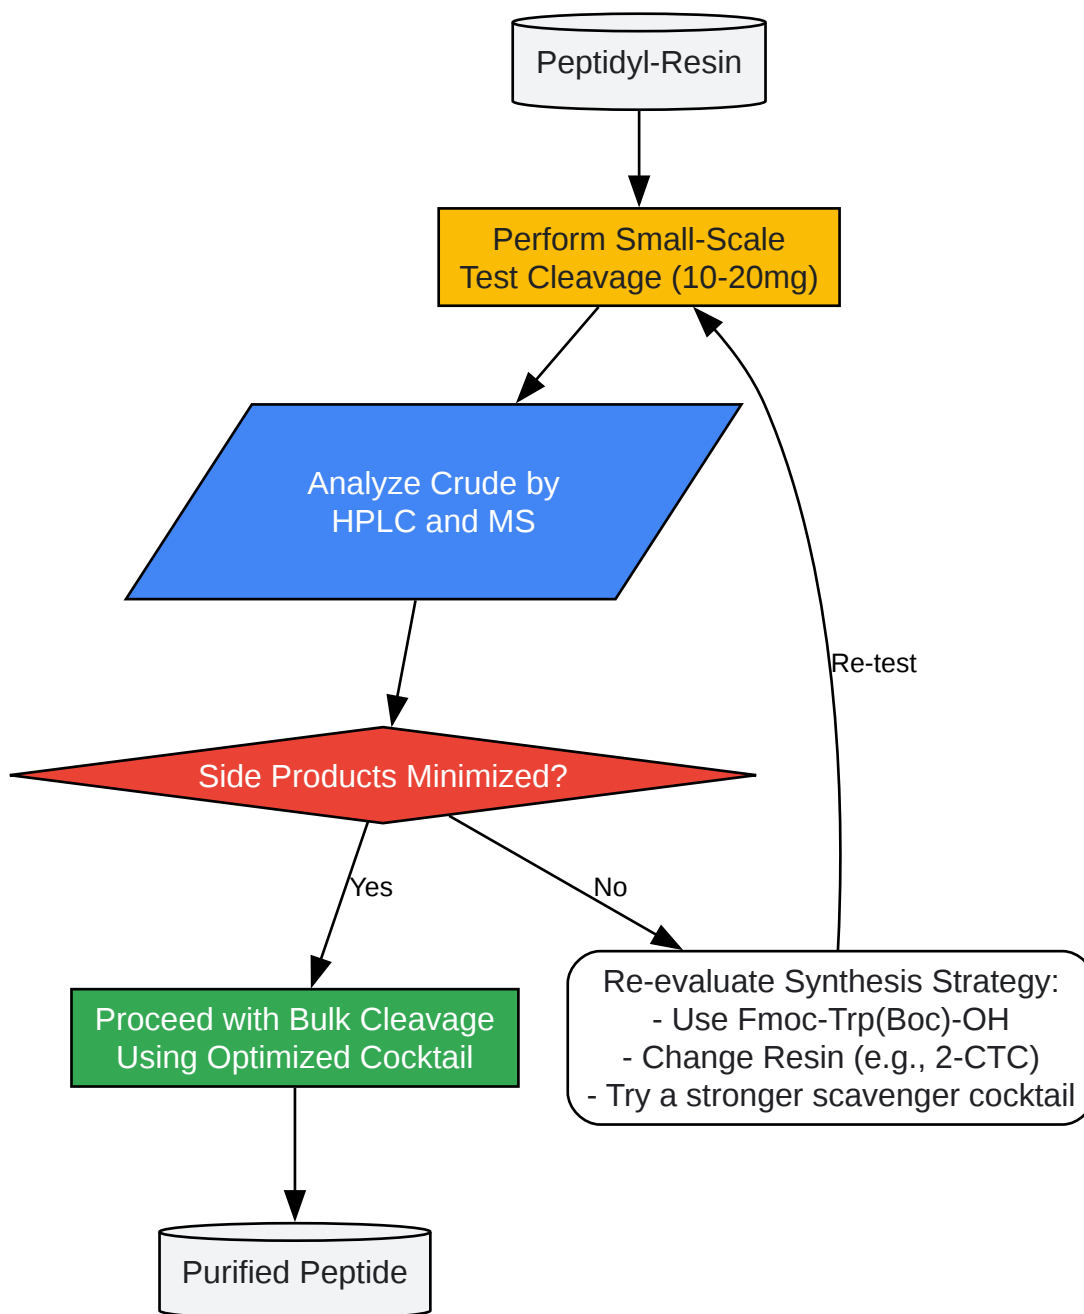 Peptidyl-Resin
Perform Small-Scale
Test Cleavage (10-20mg)
Analyze Crude by
HPLC and MS
Re-test
Side Products Minimized?
Yes
No
Re-evaluate Synthesis Strategy:
- Use Fmoc-Trp(Boc)-OH
- Change Resin (e.g., 2-CTC)
- Try a stronger scavenger cocktail
Proceed with Bulk Cleavage
Using Optimized Cocktail
Purified Peptide